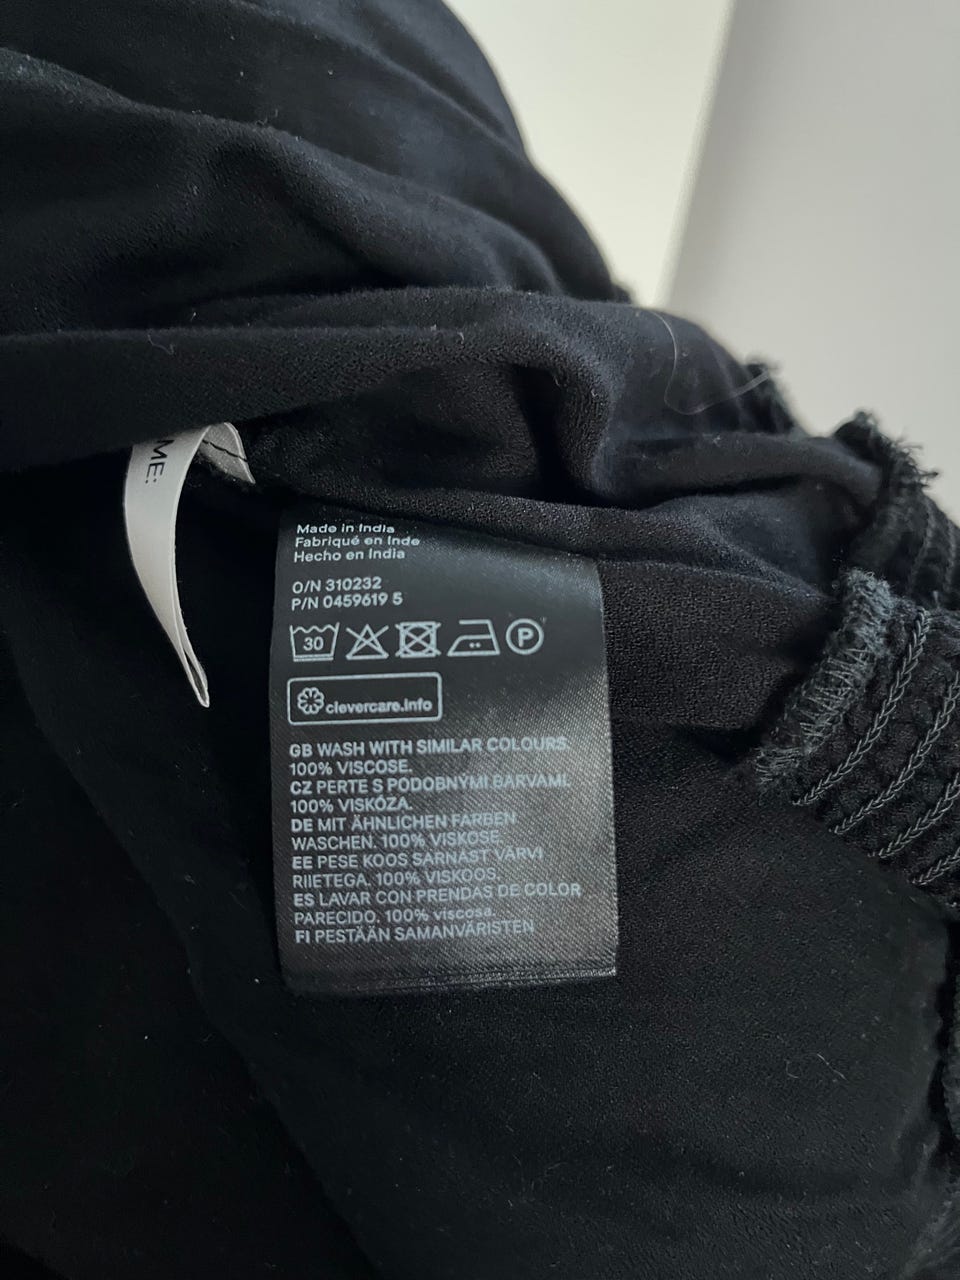 ME:
Made in India
Fabriqué en Inde
Hecho en India
O/N 310232
P/N 0459619 5
30
P
clevercare.info
GB WASH WITH SIMILAR COLOURS.
100% VISCOSE.
CZ PERTE S PODOBNÝMI BARVAMI.
100% VISKÓZA.
DE MIT ÄHNLICHEN FARBEN
WASCHEN. 100% VISKOSE.
EE PESE KOOS SARNAST VÄRVI
RIIETEGA. 100% VISKOOS.
ES LAVAR CON PRENDAS DE COLOR
PARECIDO. 100% viscosa.
FI PESTÄÄN SAMANVÄRISTEN